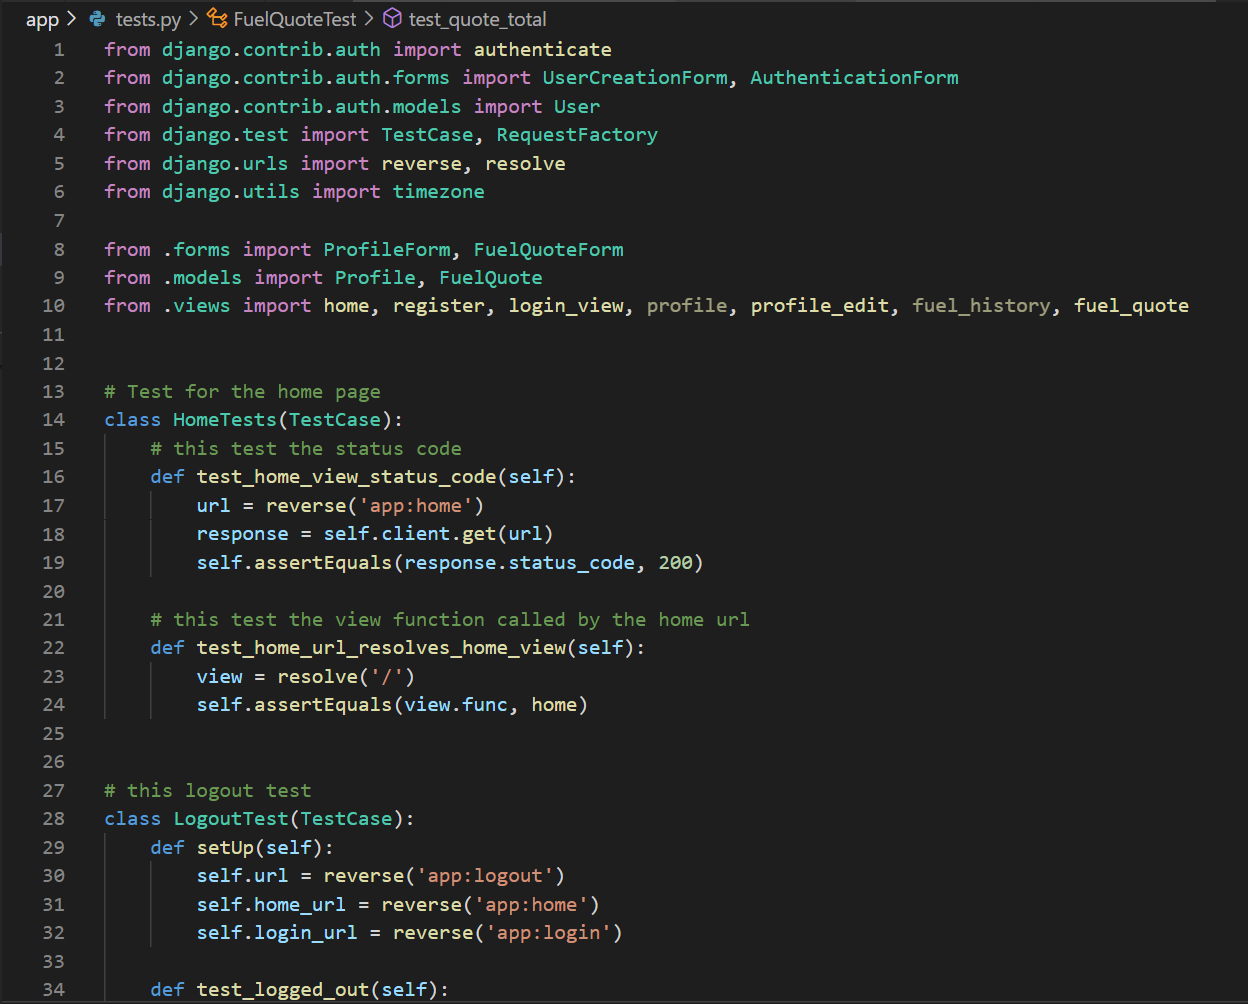 app > tests.py > FuelQuoteTest > test_quote_total
1 from django.contrib.auth import authenticate
2 from django.contrib.auth.forms import UserCreationForm, AuthenticationForm
3 from django.contrib.auth.models import User
4 from django.test import TestCase, RequestFactory
5 from django.urls import reverse, resolve
6 from django.utils import timezone
7
8 from .forms import ProfileForm, FuelQuoteForm
9 from .models import Profile, FuelQuote
10 from .views import home, register, login_view, profile, profile_edit, fuel_history, fuel_quote
11
12
13 # Test for the home page
14 class HomeTests(TestCase):
15     # this test the status code
16     def test_home_view_status_code(self):
17         url = reverse('app:home')
18         response = self.client.get(url)
19         self.assertEquals(response.status_code, 200)
20
21     # this test the view function called by the home url
22     def test_home_url_resolves_home_view(self):
23         view = resolve('/')
24         self.assertEquals(view.func, home)
25
26
27 # this logout test
28 class LogoutTest(TestCase):
29     def setUp(self):
30         self.url = reverse('app:logout')
31         self.home_url = reverse('app:home')
32         self.login_url = reverse('app:login')
33
34     def test_logged_out(self):